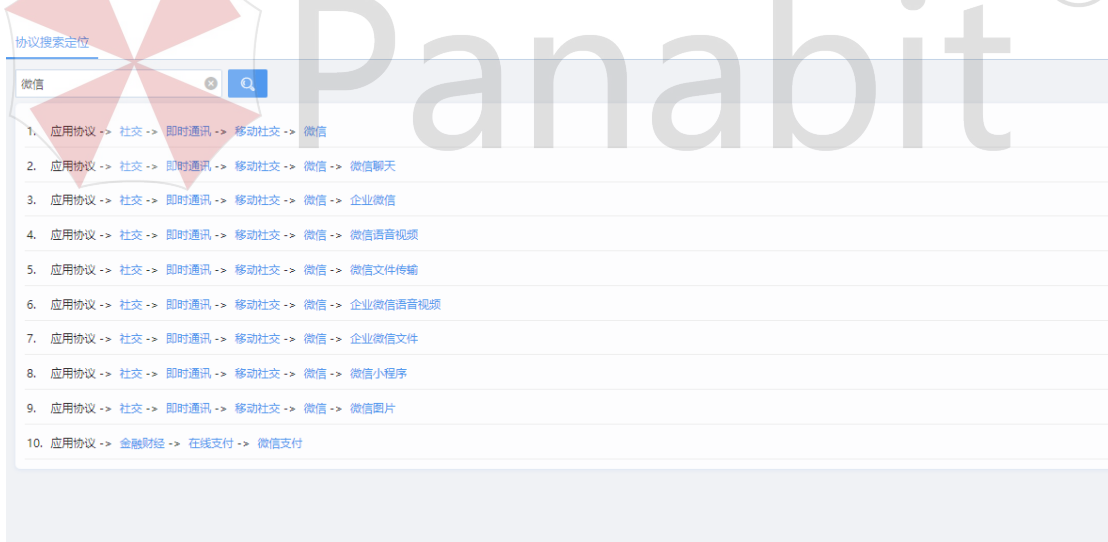 Panabit
协议搜索定位
微信
1. 应用协议 -> 社交 -> 即时通讯 -> 移动社交 -> 微信
2. 应用协议 -> 社交 -> 即时通讯 -> 移动社交 -> 微信 -> 微信聊天
3. 应用协议 -> 社交 -> 即时通讯 -> 移动社交 -> 微信 -> 企业微信
4. 应用协议 -> 社交 -> 即时通讯 -> 移动社交 -> 微信 -> 微信语音视频
5. 应用协议 -> 社交 -> 即时通讯 -> 移动社交 -> 微信 -> 微信文件传输
6. 应用协议 -> 社交 -> 即时通讯 -> 移动社交 -> 微信 -> 企业微信语音视频
7. 应用协议 -> 社交 -> 即时通讯 -> 移动社交 -> 微信 -> 企业微信文件
8. 应用协议 -> 社交 -> 即时通讯 -> 移动社交 -> 微信 -> 微信小程序
9. 应用协议 -> 社交 -> 即时通讯 -> 移动社交 -> 微信 -> 微信图片
10. 应用协议 -> 金融财经 -> 在线支付 -> 微信支付